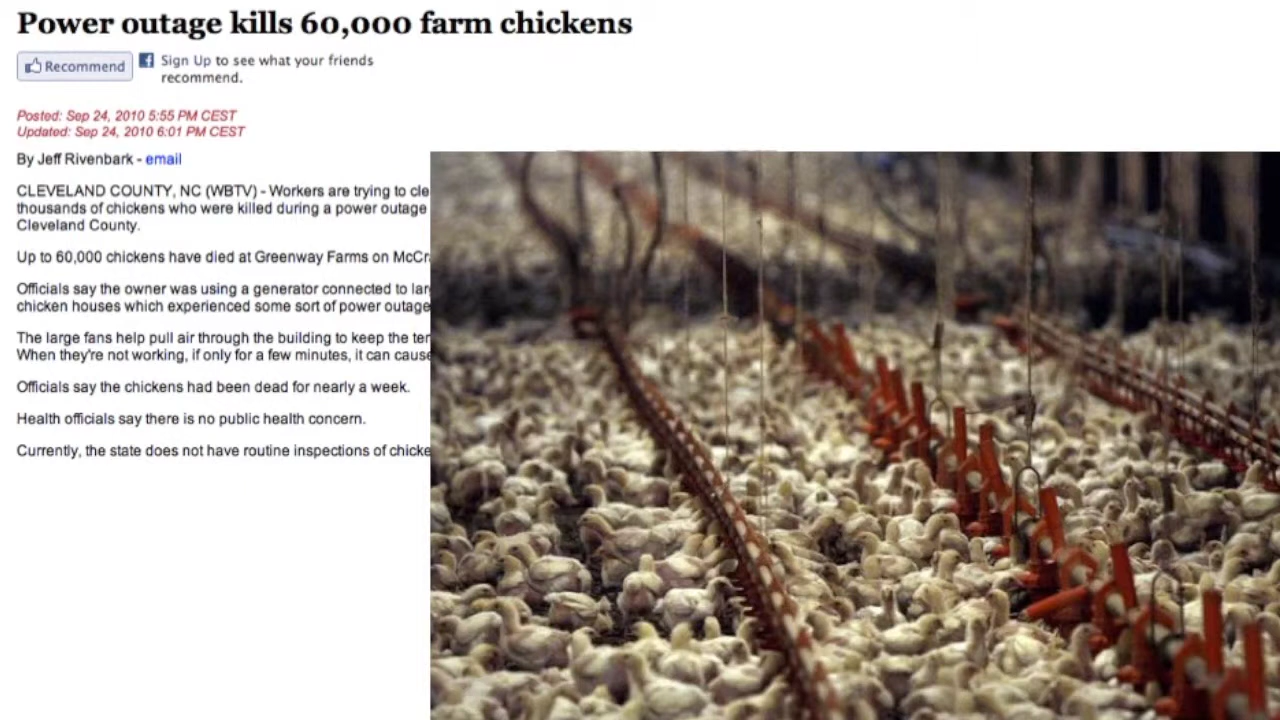 Power outage kills 60,000 farm chickens
Recommend
Sign Up to see what your friends
recommend.
Posted: Sep 24, 2010 5:55 PM CEST
Updated: Sep 24, 2010 6:01 PM CEST
By Jeff Rivenbark - email
CLEVELAND COUNTY, NC (WBTV) - Workers are trying to cle
thousands of chickens who were killed during a power outage
Cleveland County.
Up to 60,000 chickens have died at Greenway Farms on McCr
Officials say the owner was using a generator connected to lar
chicken houses which experienced some sort of power outage
The large fans help pull air through the building to keep the ter
When they're not working, if only for a few minutes, it can cause
Officials say the chickens had been dead for nearly a week.
Health officials say there is no public health concern.
Currently, the state does not have routine inspections of chicke